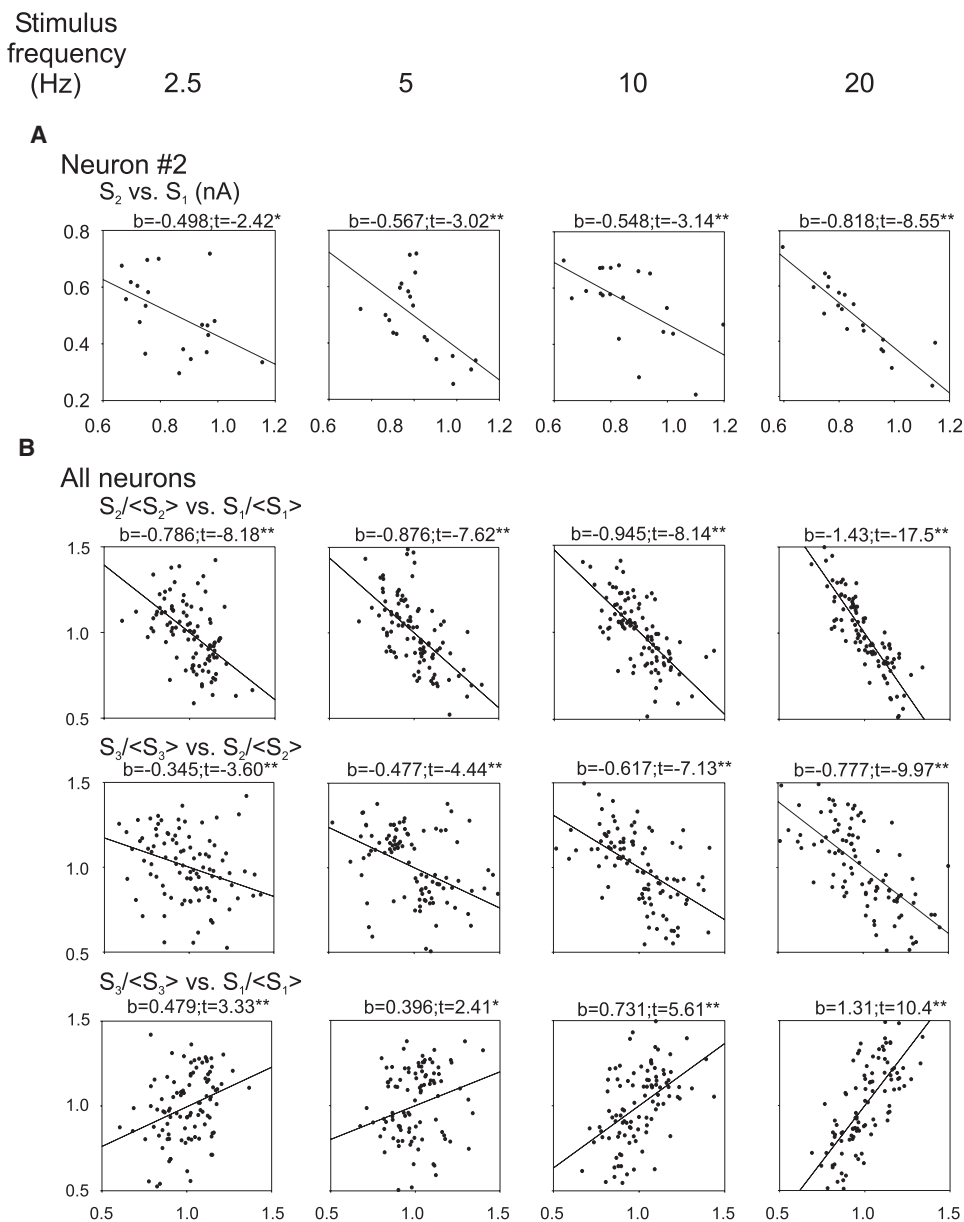 Stimulus
frequency
(Hz) 2.5 5 10 20
A
Neuron #2
S2 vs. S1 (nA)
b=-0.498;t=-2.42* b=-0.567;t=-3.02** b=-0.548;t=-3.14** b=-0.818;t=-8.55**
0.8
0.6
0.4
0.2
0.6 0.8 1.0 1.2 0.6 0.8 1.0 1.2 0.6 0.8 1.0 1.2 0.6 0.8 1.0 1.2
B
All neurons
S2/<S2> vs. S1/<S1>
b=-0.786;t=-8.18** b=-0.876;t=-7.62** b=-0.945;t=-8.14** b=-1.43;t=-17.5**
1.5
1.0
0.5
S3/<S3> vs. S2/<S2>
b=-0.345;t=-3.60** b=-0.477;t=-4.44** b=-0.617;t=-7.13** b=-0.777;t=-9.97**
1.5
1.0
0.5
S3/<S3> vs. S1/<S1>
b=0.479;t=3.33** b=0.396;t=2.41* b=0.731;t=5.61** b=1.31;t=10.4**
1.5
1.0
0.5
0.5 1.0 1.5 0.5 1.0 1.5 0.5 1.0 1.5 0.5 1.0 1.5